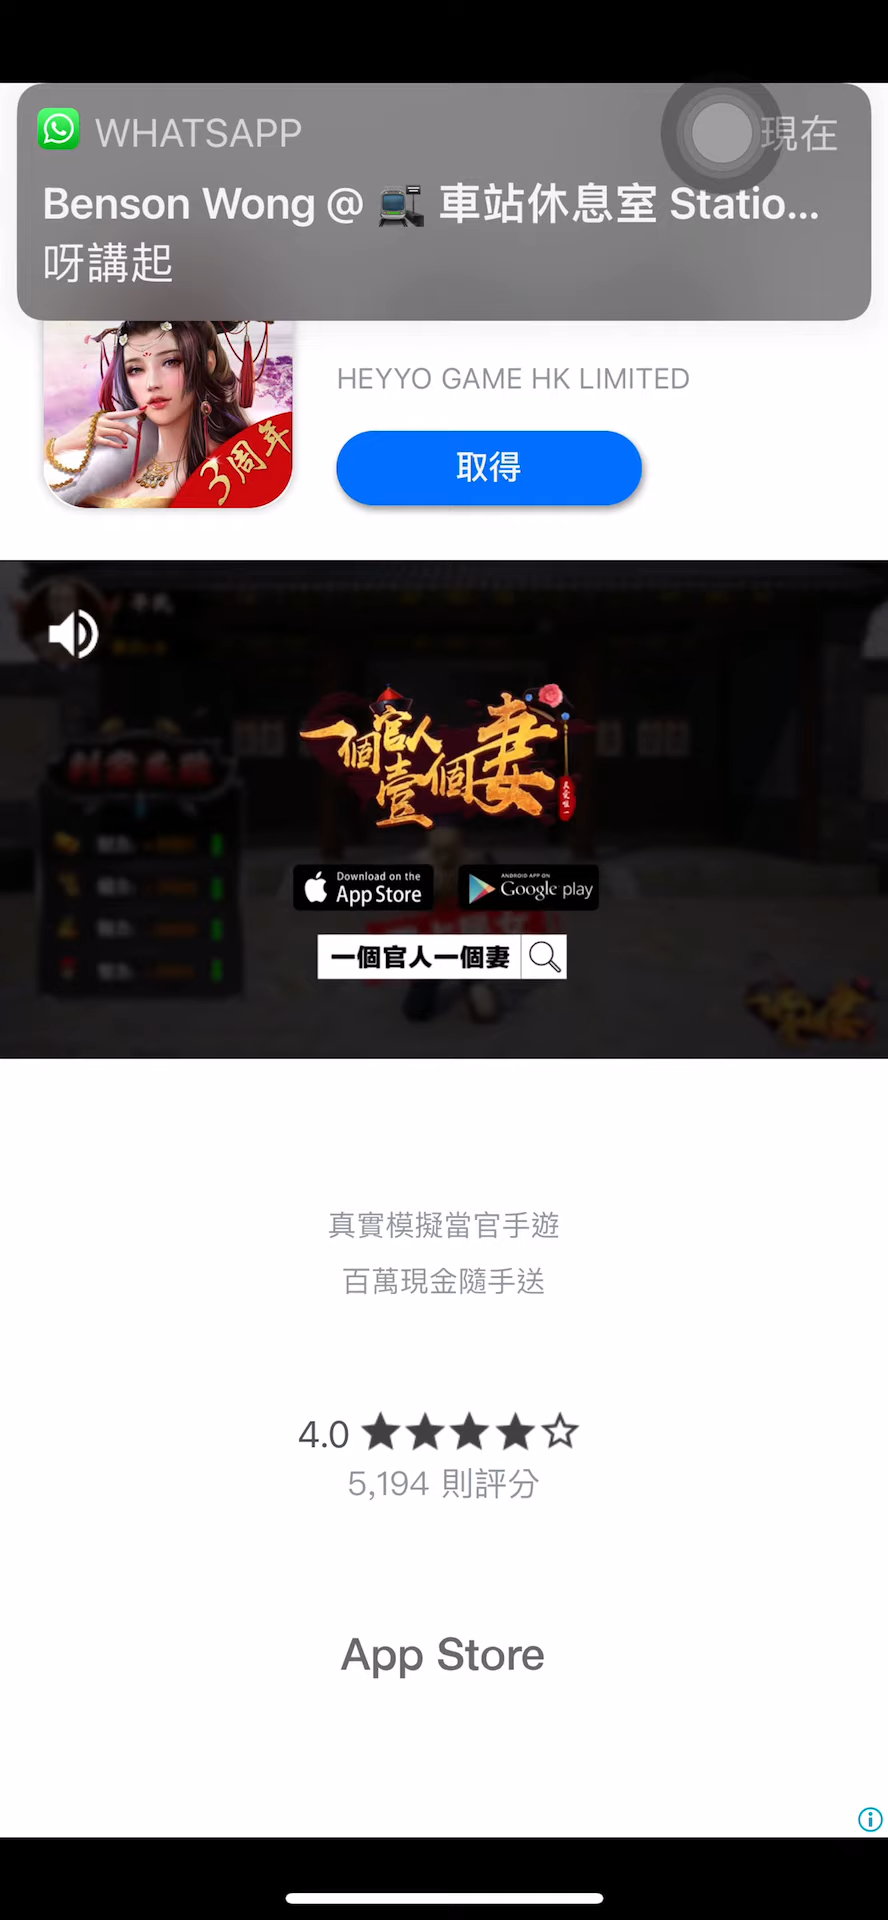 WHATSAPP
現在
Benson Wong @ 🚉 車站休息室 Statio...
呀講起
HEYYO GAME HK LIMITED
3周年
取得
一個官人
壹個妻
Download on the
App Store
ANDROID APP ON
Google play
一個官人一個妻
真實模擬當官手遊
百萬現金隨手送
4.0
5,194 則評分
App Store